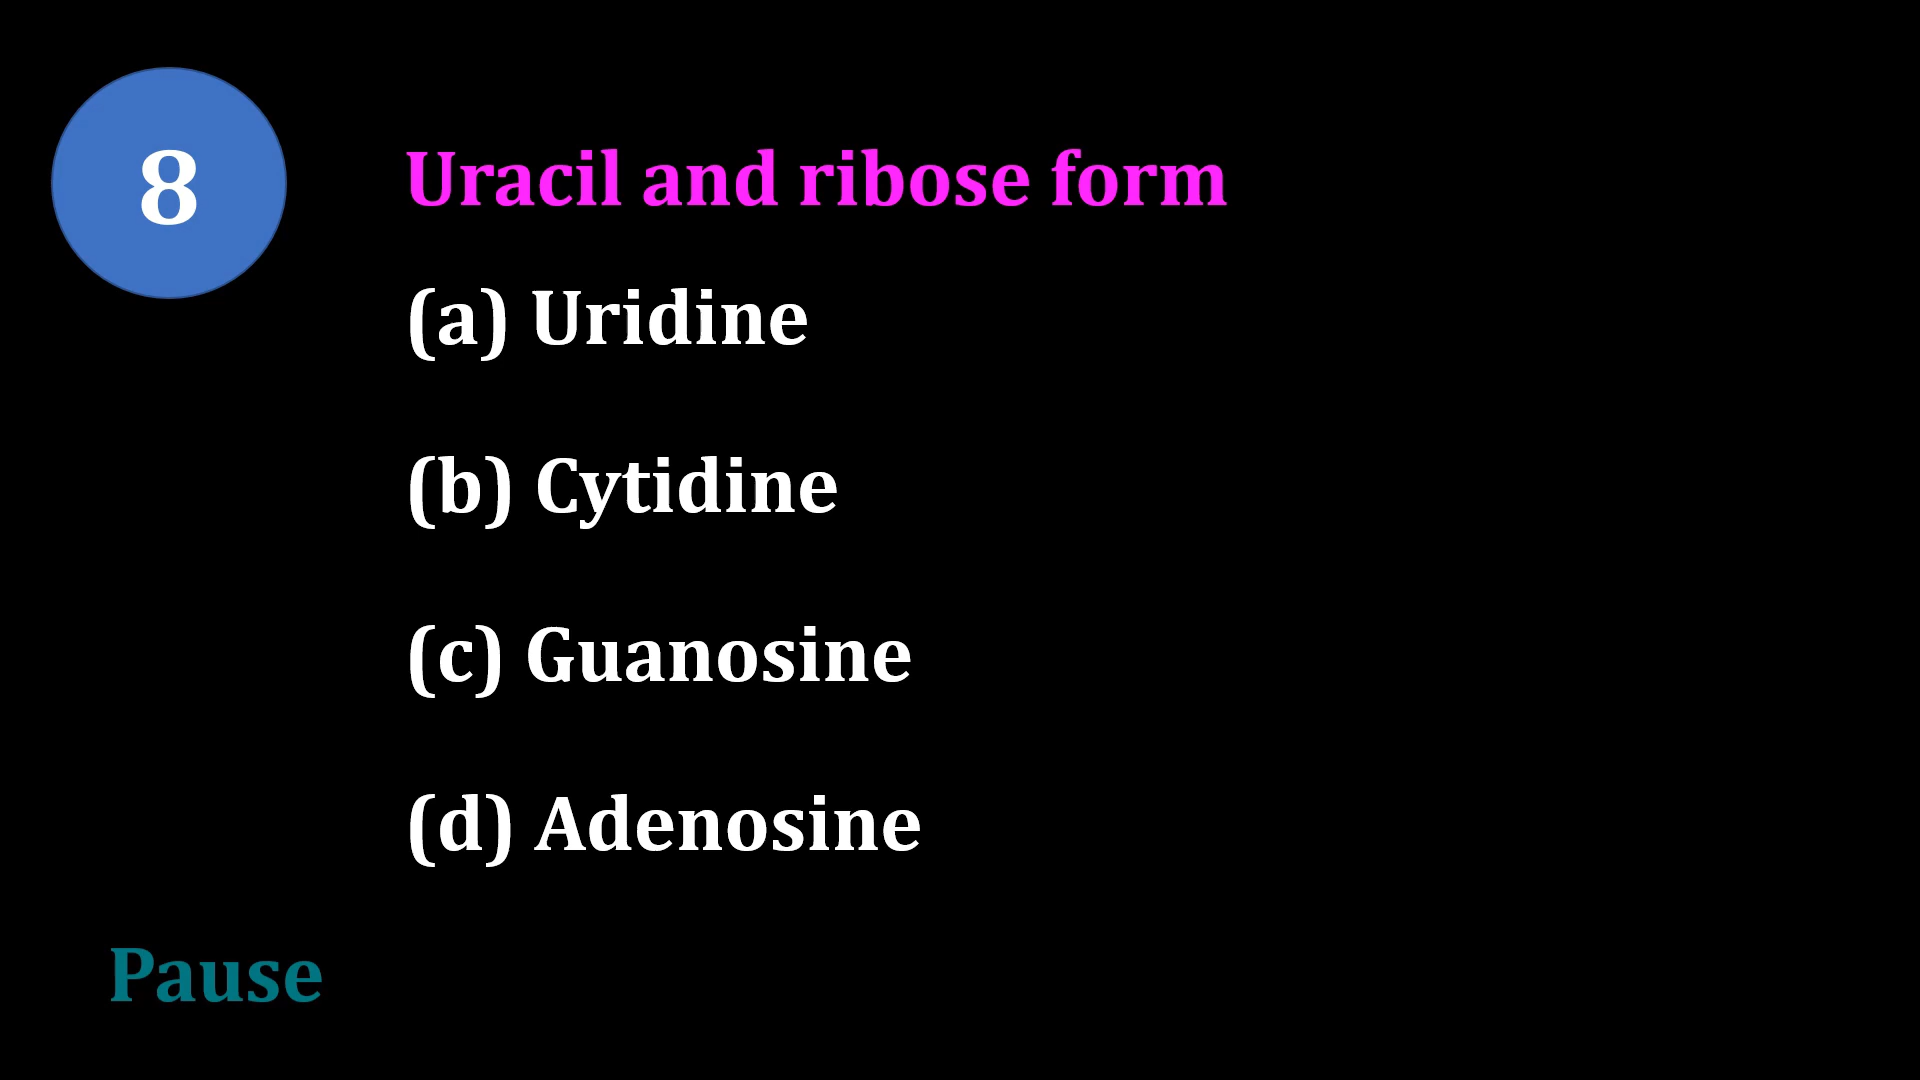 8
Uracil and ribose form
(a) Uridine
(b) Cytidine
(c) Guanosine
(d) Adenosine
Pause